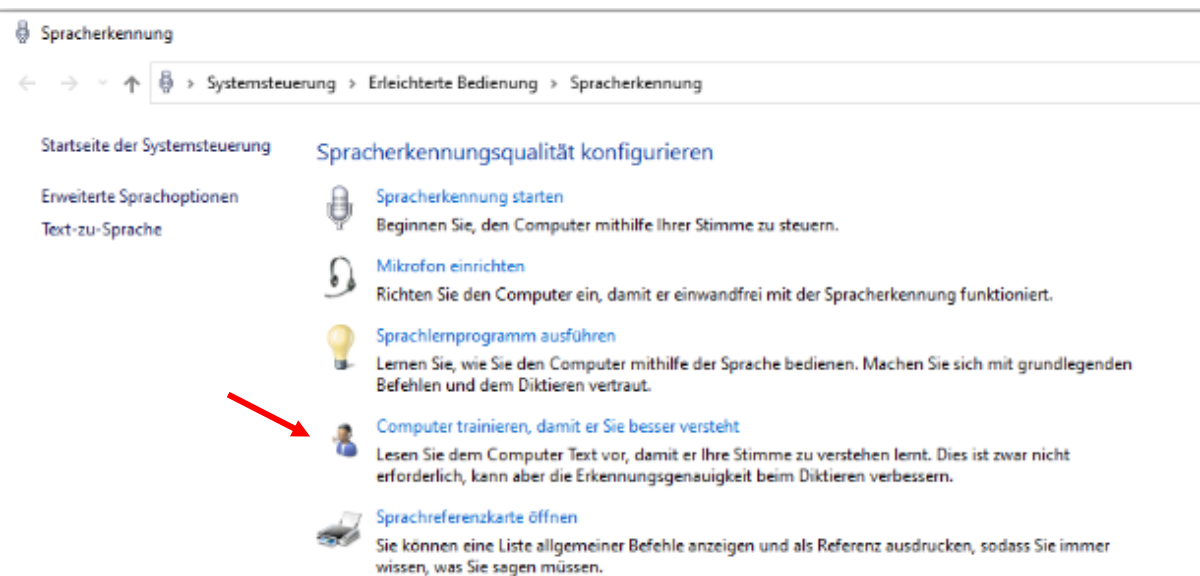 Spracherkennung
Systemsteuerung > Erleichterte Bedienung > Spracherkennung
Startseite der Systemsteuerung
Erweiterte Sprachoptionen
Text-zu-Sprache
Spracherkennungsqualität konfigurieren
Spracherkennung starten
Beginnen Sie, den Computer mithilfe Ihrer Stimme zu steuern.
Mikrofon einrichten
Richten Sie den Computer ein, damit er einwandfrei mit der Spracherkennung funktioniert.
Sprachlernprogramm ausführen
Lernen Sie, wie Sie den Computer mithilfe der Sprache bedienen. Machen Sie sich mit grundlegenden
Befehlen und dem Diktieren vertraut.
Computer trainieren, damit er Sie besser versteht
Lesen Sie dem Computer Text vor, damit er Ihre Stimme zu verstehen lernt. Dies ist zwar nicht
erforderlich, kann aber die Erkennungsgenauigkeit beim Diktieren verbessern.
Sprachreferenzkarte öffnen
Sie können eine Liste allgemeiner Befehle anzeigen und als Referenz ausdrucken, sodass Sie immer
wissen, was Sie sagen müssen.